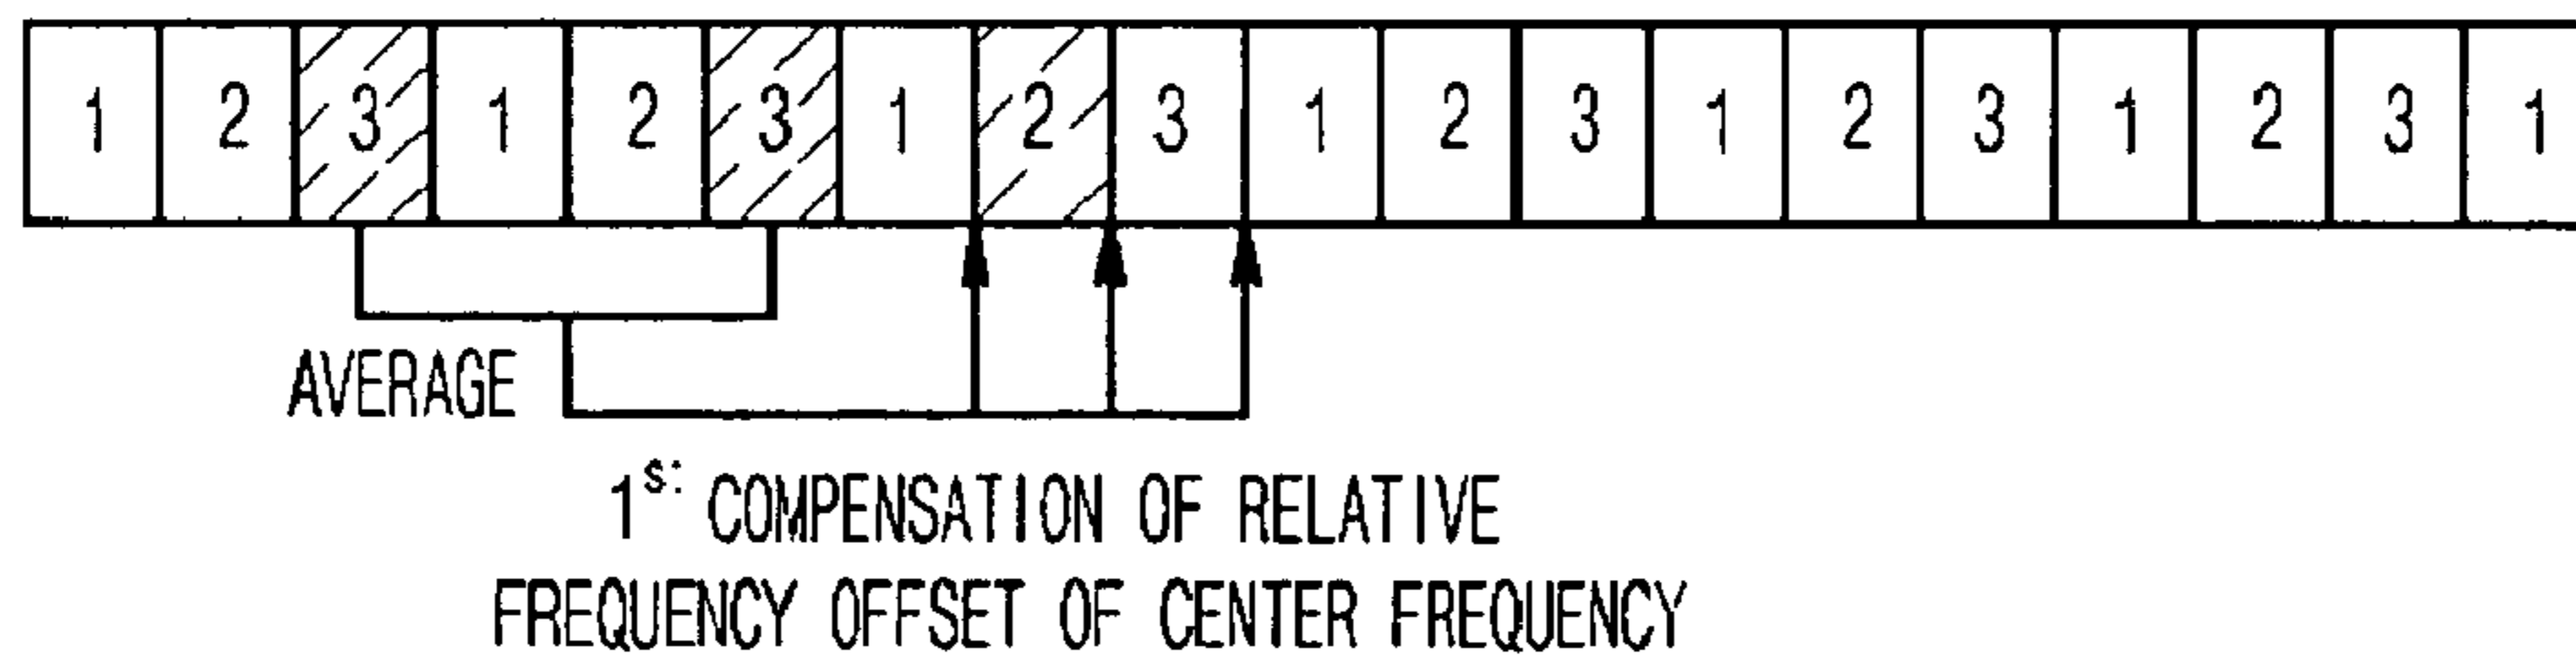 1 2 3 1 2 3 1 2 3 1 2 3 1 2 3 1 2 3 1
AVERAGE
1s: COMPENSATION OF RELATIVE
FREQUENCY OFFSET OF CENTER FREQUENCY